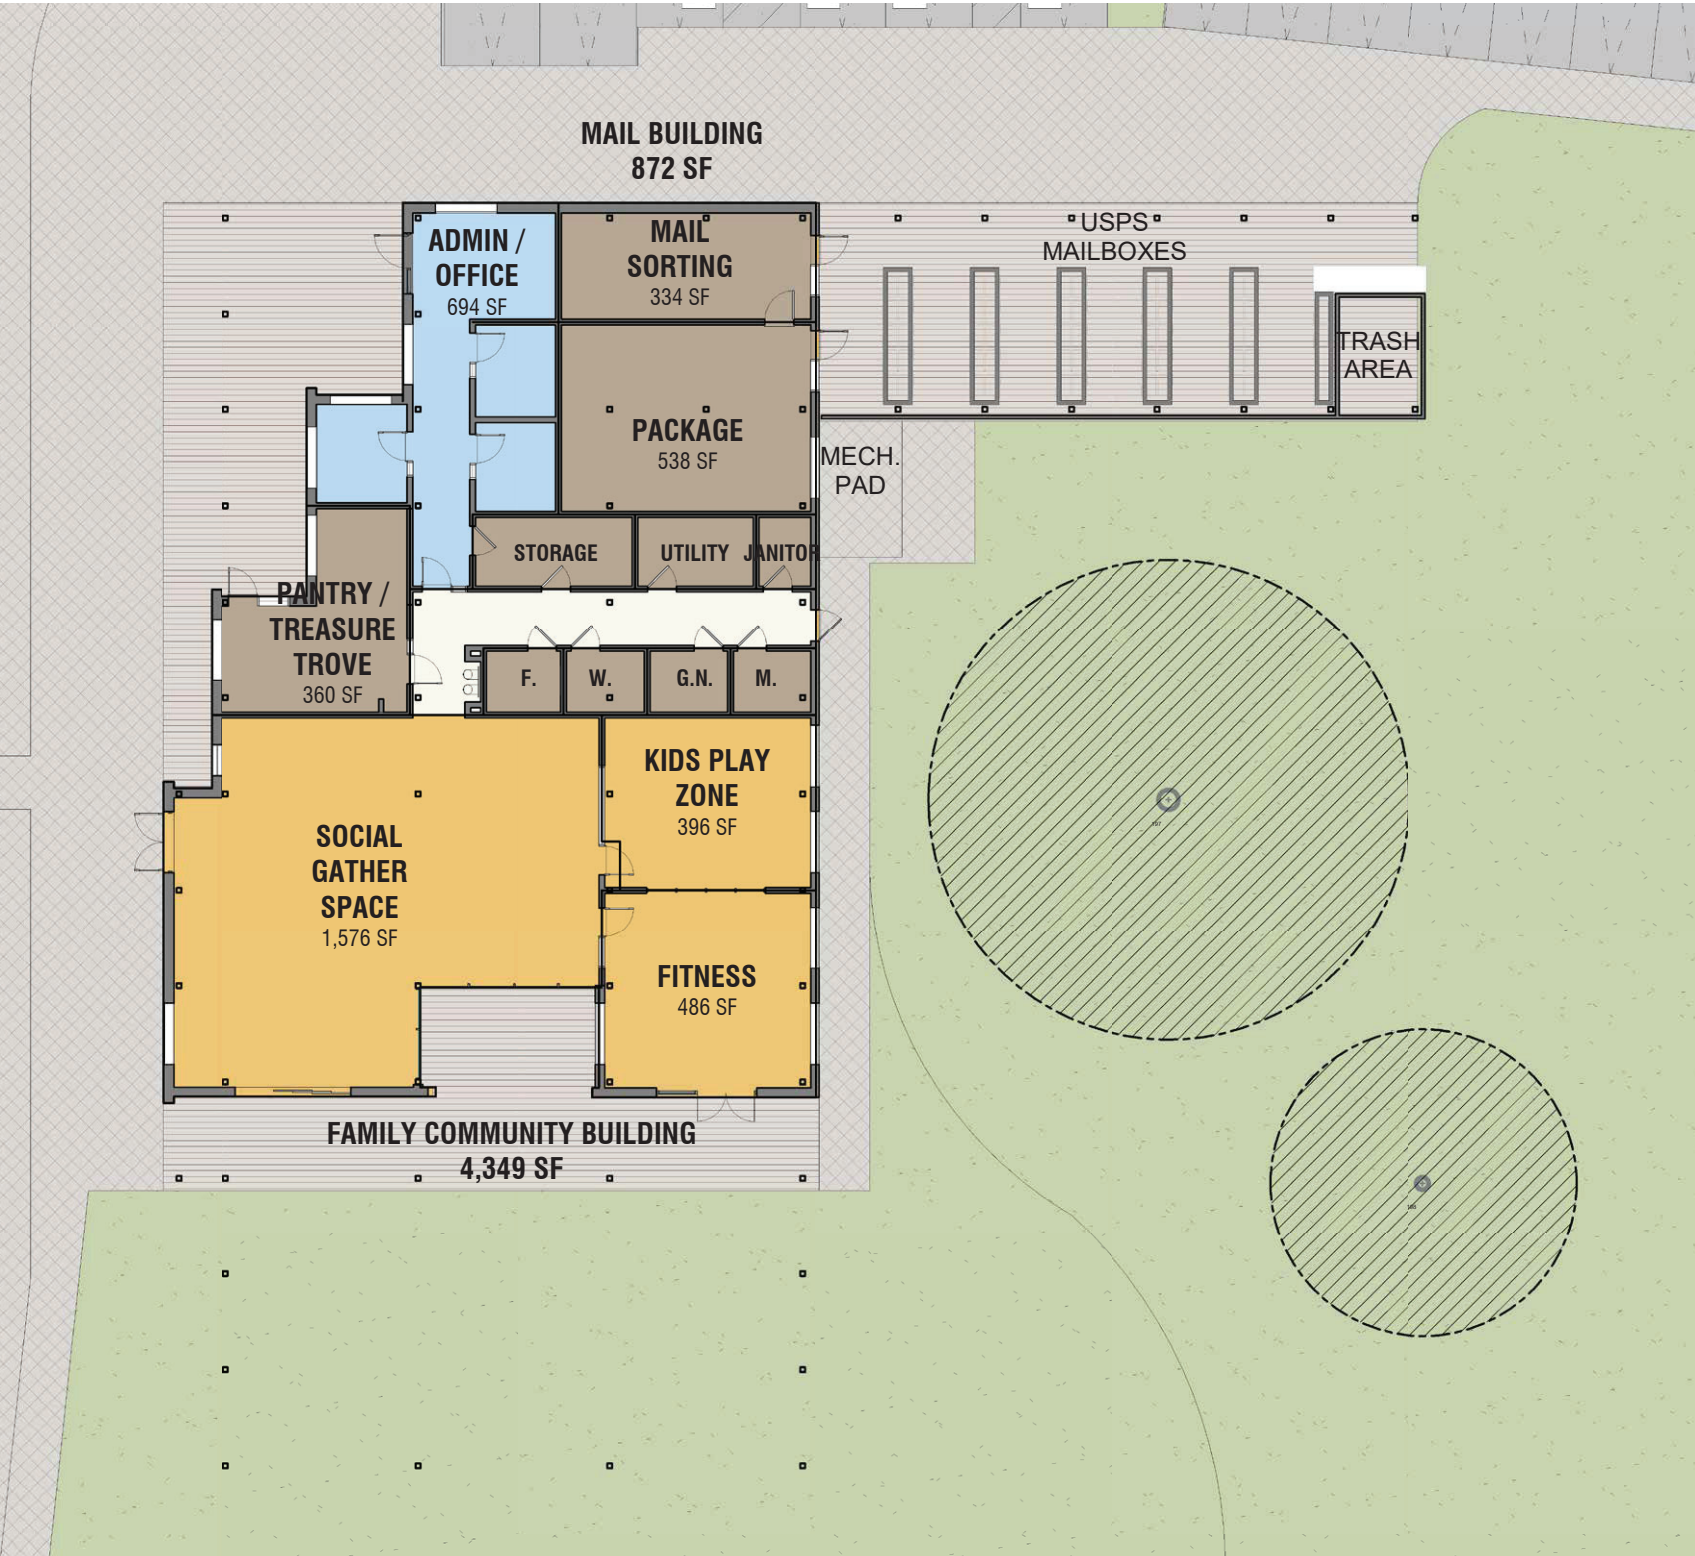 MAIL BUILDING
872 SF
ADMIN /
OFFICE
694 SF
MAIL
SORTING
334 SF
USPS
MAILBOXES
TRASH
AREA
PACKAGE
538 SF
MECH.
PAD
STORAGE
UTILITY
JANITOR
PANTRY /
TREASURE
TROVE
360 SF
F.
W.
G.N.
M.
KIDS PLAY
ZONE
396 SF
SOCIAL
GATHER
SPACE
1,576 SF
FITNESS
486 SF
FAMILY COMMUNITY BUILDING
4,349 SF